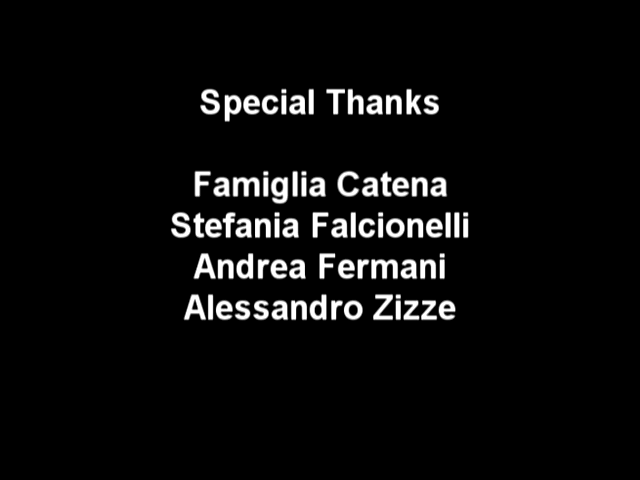 Special Thanks
Famiglia Catena
Stefania Falcionelli
Andrea Fermani
Alessandro Zizze